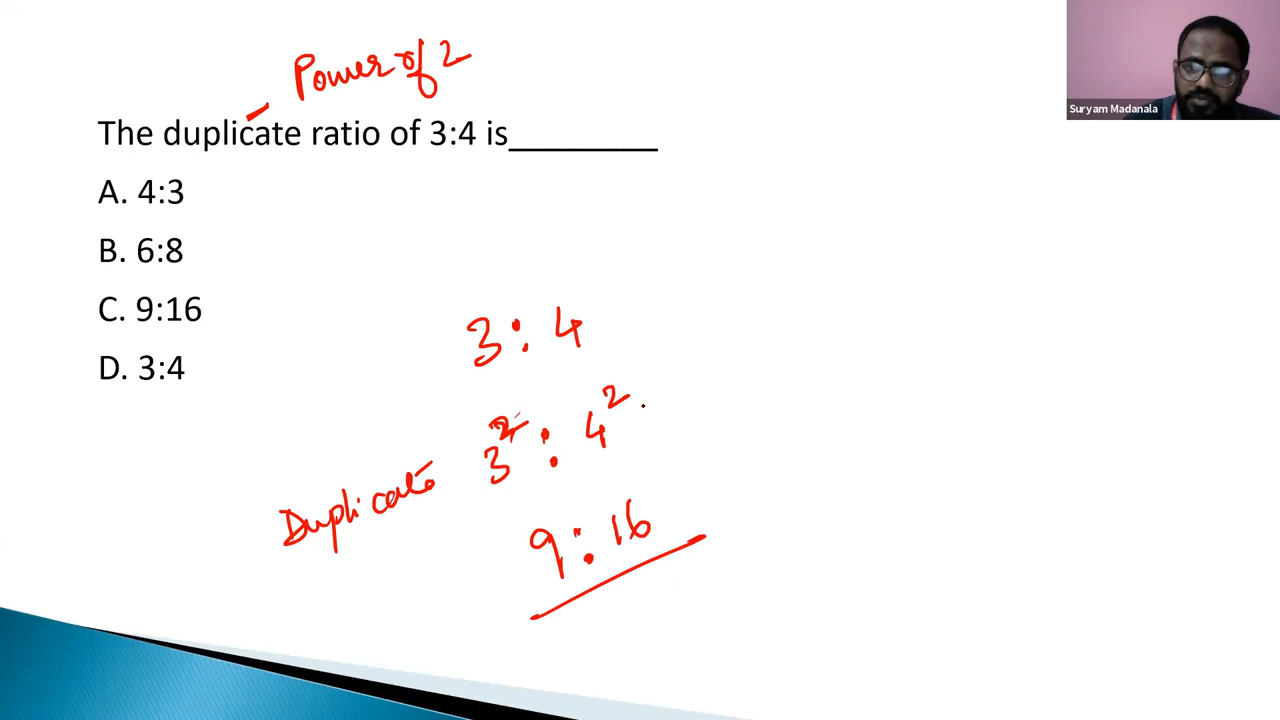 Power of 2
Suryam Madanala
The duplicate ratio of 3:4 is_________
A. 4:3
B. 6:8
C. 9:16
D. 3:4
3 : 4
Duplicate 3² : 4²
9 : 16